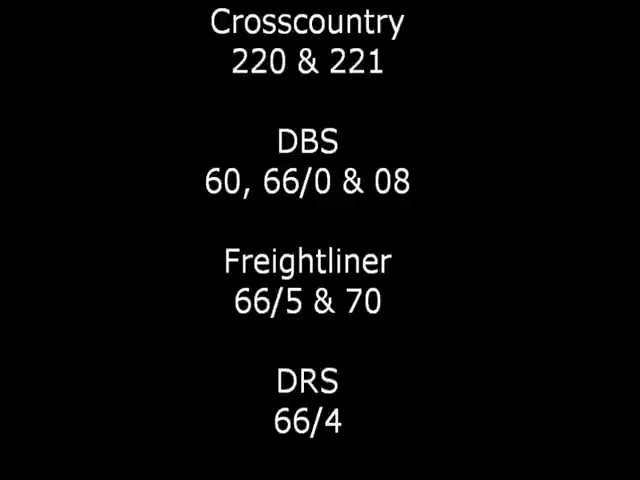 Crosscountry
220 & 221
DBS
60, 66/0 & 08
Freightliner
66/5 & 70
DRS
66/4